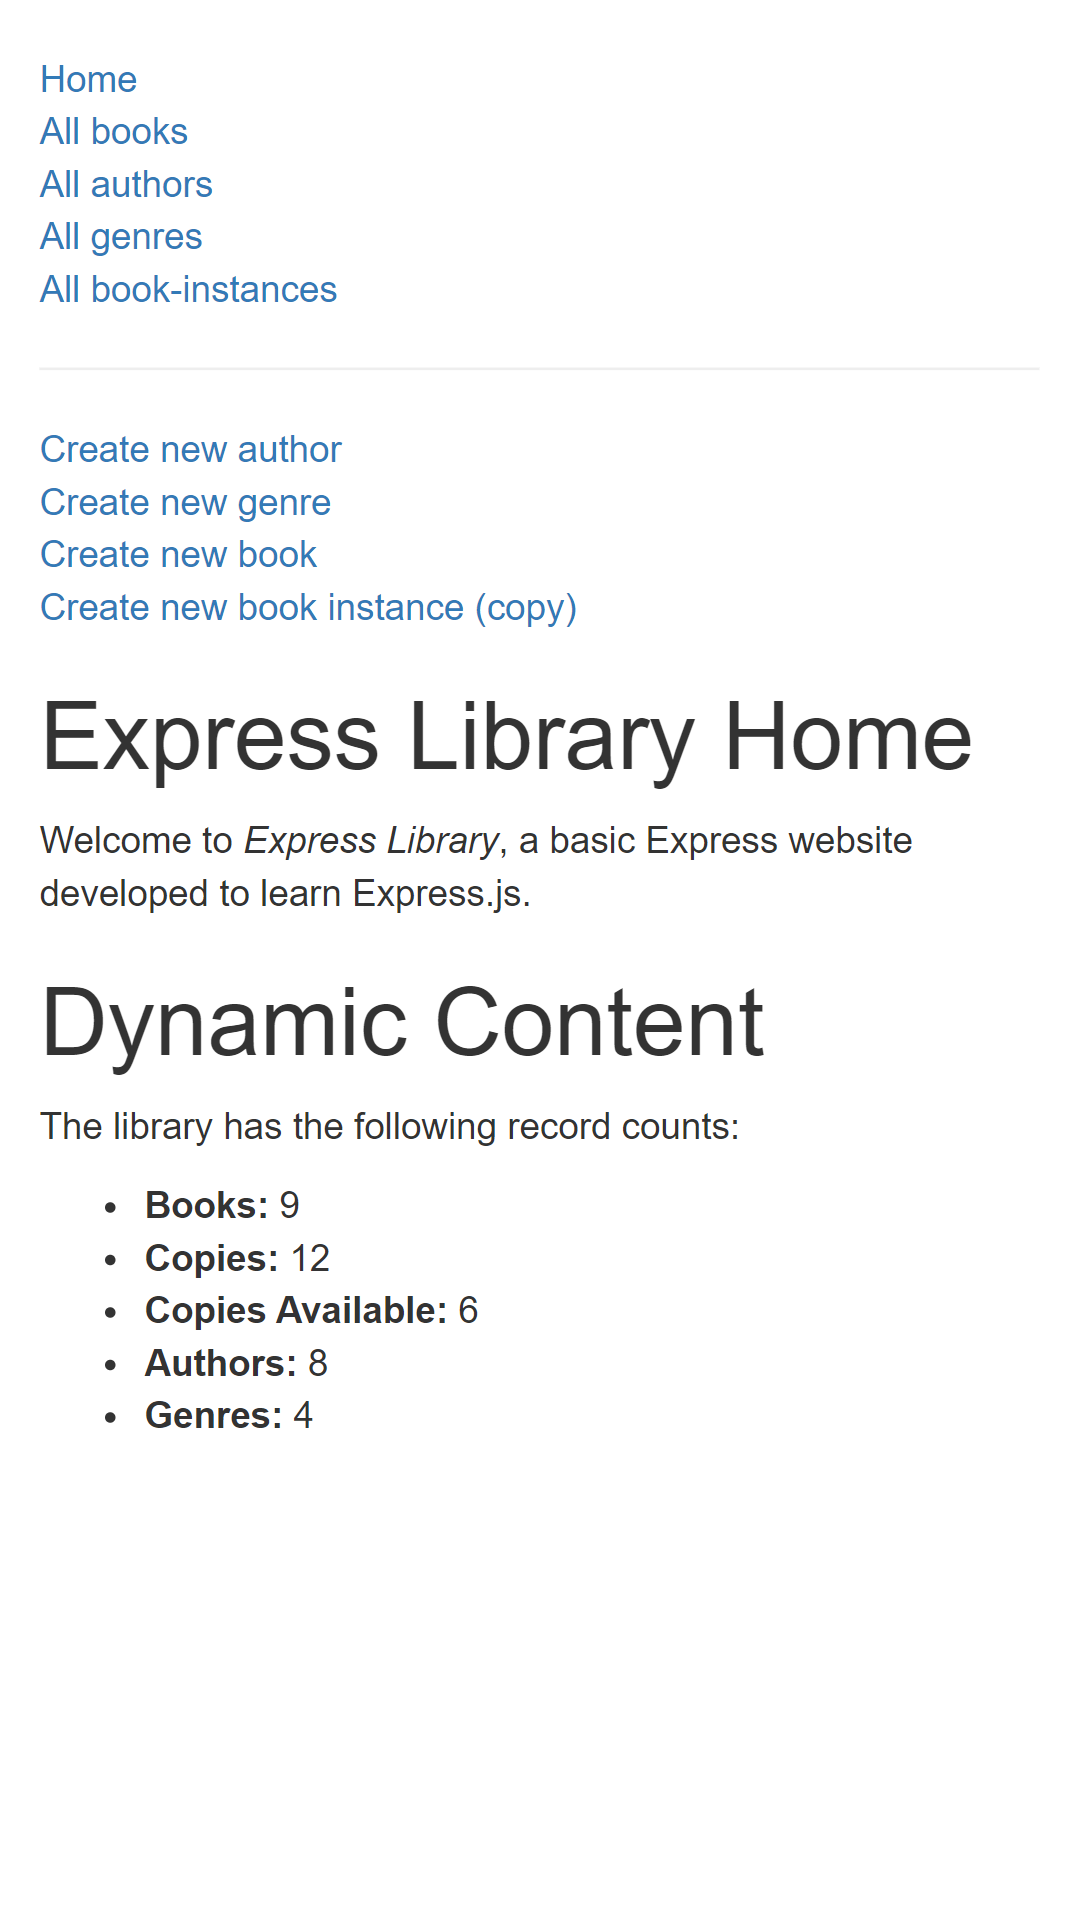 Home
All books
All authors
All genres
All book-instances
Create new author
Create new genre
Create new book
Create new book instance (copy)
Express Library Home
Welcome to Express Library, a basic Express website
developed to learn Express.js.
Dynamic Content
The library has the following record counts:
• Books: 9
• Copies: 12
• Copies Available: 6
• Authors: 8
• Genres: 4